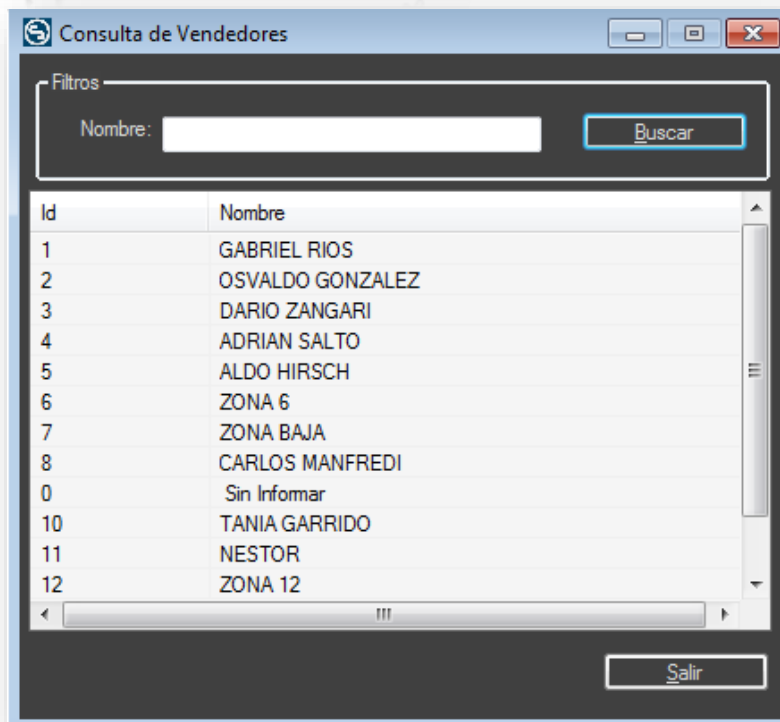 Consulta de Vendedores
Filtros
Nombre: Buscar
Id Nombre
1 GABRIEL RIOS
2 OSVALDO GONZALEZ
3 DARIO ZANGARI
4 ADRIAN SALTO
5 ALDO HIRSCH
6 ZONA 6
7 ZONA BAJA
8 CARLOS MANFREDI
0 Sin Informar
10 TANIA GARRIDO
11 NESTOR
12 ZONA 12
Salir